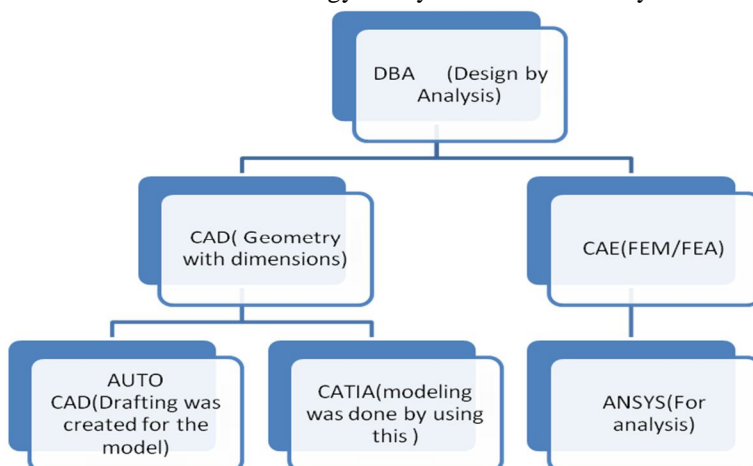 DBA (Design by
Analysis)
CAD( Geometry
with dimensions)
CAE(FEM/FEA)
AUTO
CAD(Drafting was
created for the
model)
CATIA(modeling
was done by using
this )
ANSYS(For
analysis)